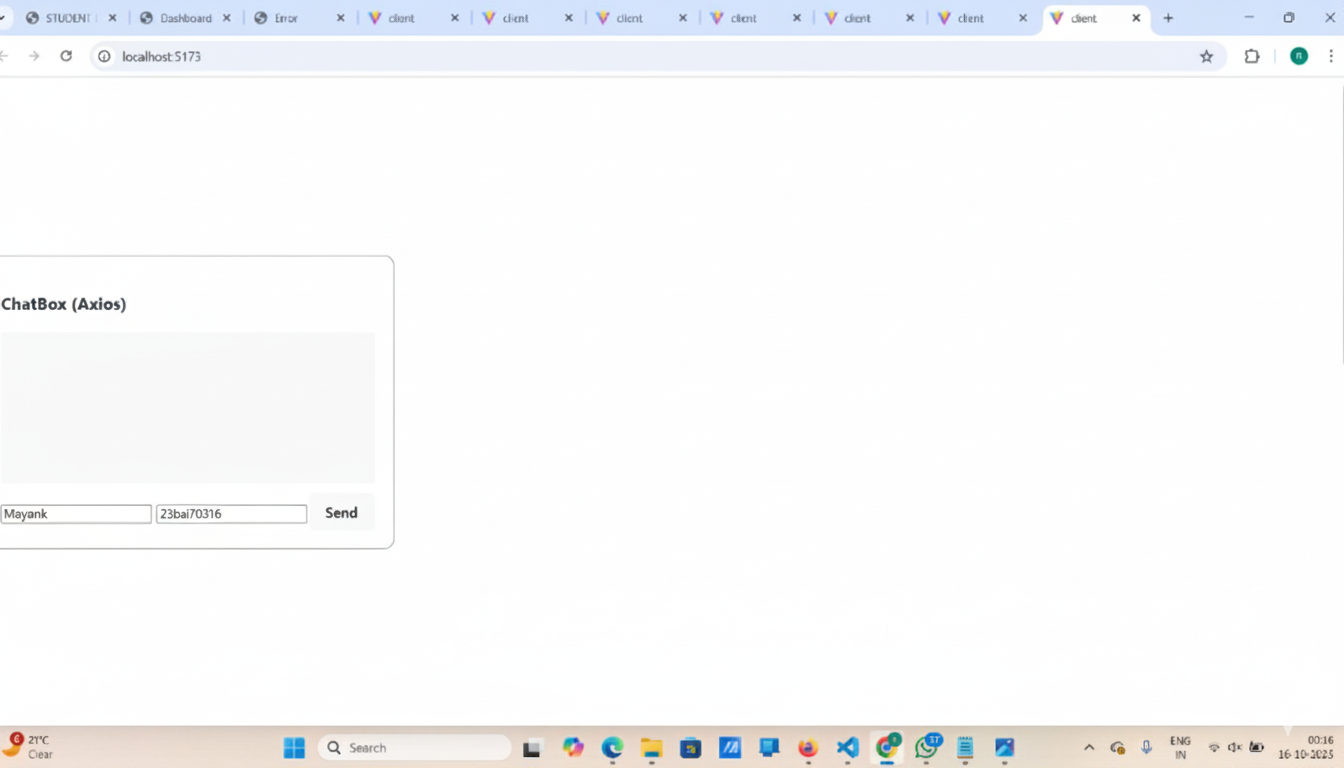 STUDENT
Dashboard
Error
client
client
client
client
client
client
client
localhost:5173
ChatBox (Axios)
Mayank
23bai70316
Send
6
21°C
Clear
Search
ENG
IN
00:16
16-10-2025